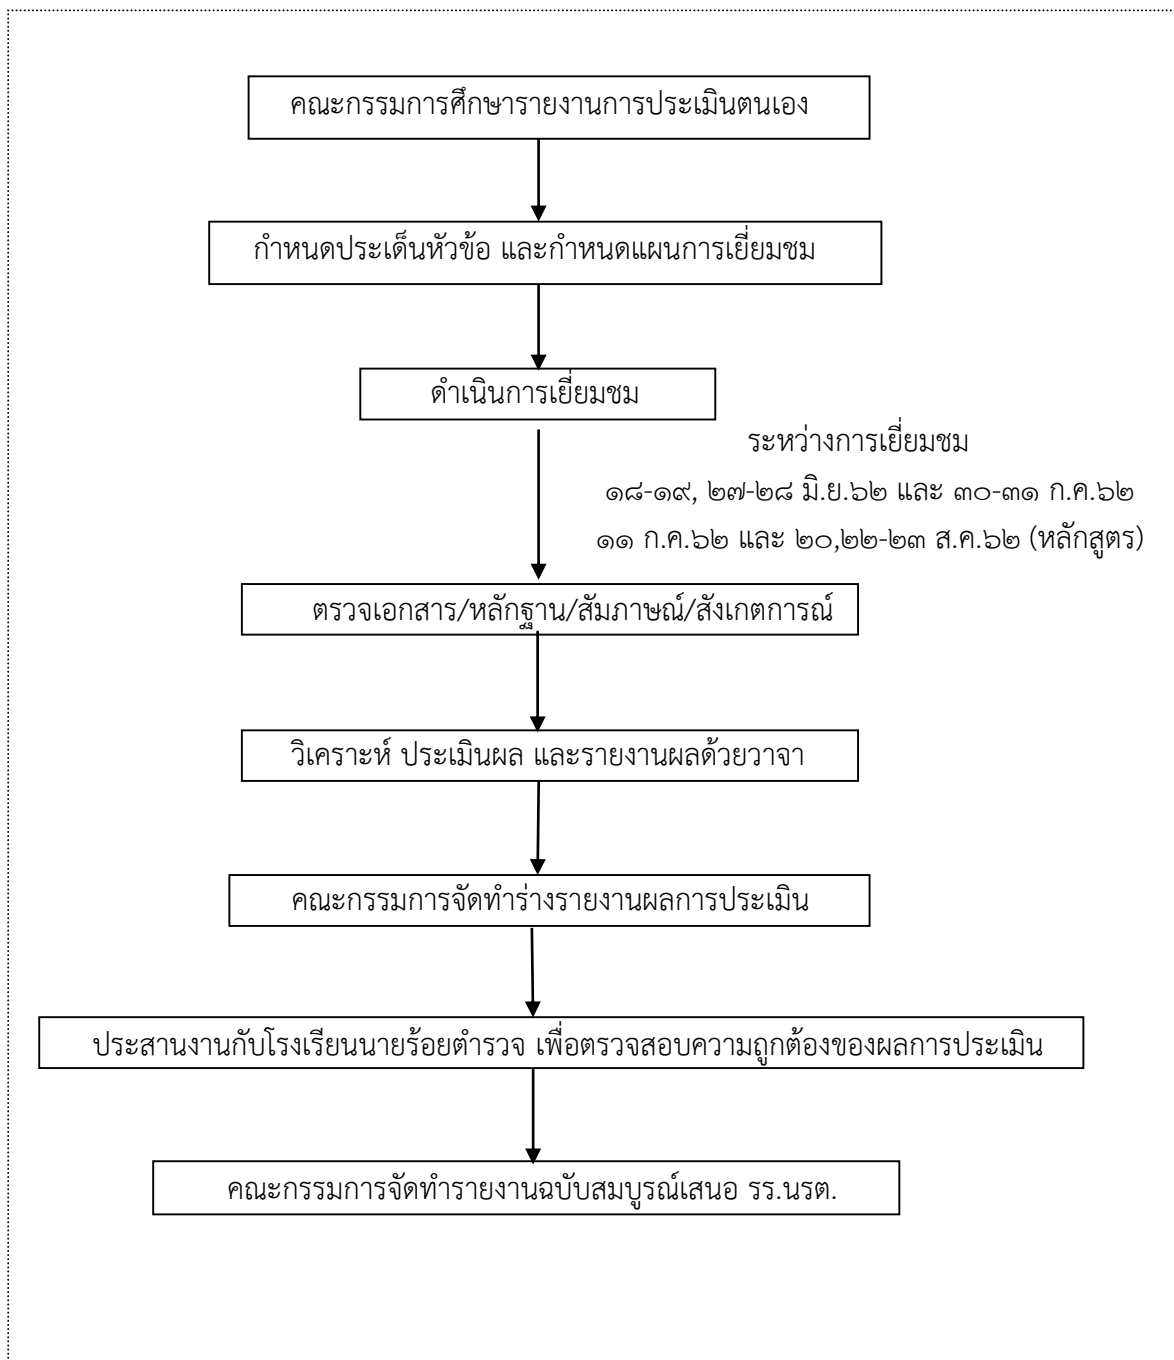 คณะกรรมการศึกษารายงานการประเมินตนเอง
กำหนดประเด็นหัวข้อ และกำหนดแผนการเยี่ยมชม
ดำเนินการเยี่ยมชม
ระหว่างการเยี่ยมชม
๑๘-๑๙, ๒๗-๒๘ มิ.ย.๖๒ และ ๓๐-๓๑ ก.ค.๖๒
๑๑ ก.ค.๖๒ และ ๒๐,๒๒-๒๓ ส.ค.๖๒ (หลักสูตร)
ตรวจเอกสาร/หลักฐาน/สัมภาษณ์/สังเกตการณ์
วิเคราะห์ ประเมินผล และรายงานผลด้วยวาจา
คณะกรรมการจัดทำร่างรายงานผลการประเมิน
ประสานงานกับโรงเรียนนายร้อยตำรวจ เพื่อตรวจสอบความถูกต้องของผลการประเมิน
คณะกรรมการจัดทำรายงานฉบับสมบูรณ์เสนอ รร.นรต.